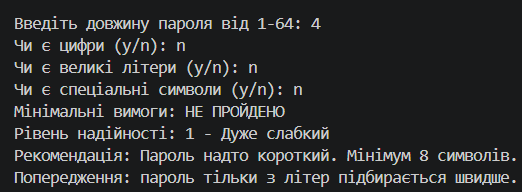 Введіть довжину пароля від 1-64: 4
Чи є цифри (y/n): n
Чи є великі літери (y/n): n
Чи є спеціальні символи (y/n): n
Мінімальні вимоги: НЕ ПРОЙДЕНО
Рівень надійності: 1 - Дуже слабкий
Рекомендація: Пароль надто короткий. Мінімум 8 символів.
Попередження: пароль тільки з літер підбирається швидше.